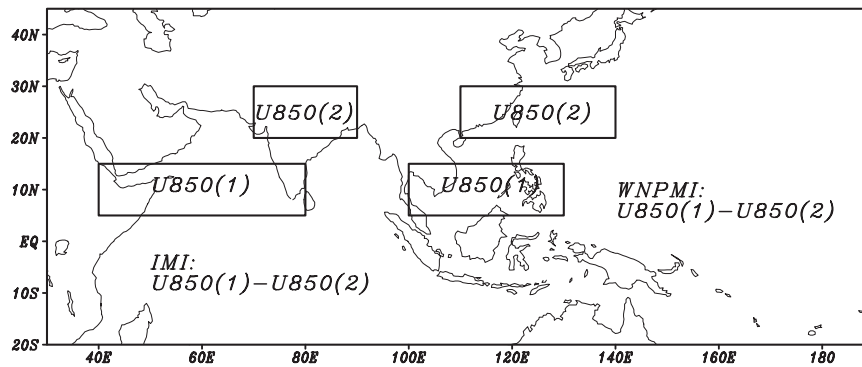 40N
30N
U850(2) U850(2)
20N
U850(1) U850(1)
10N
WNPMI:
U850(1)-U850(2)
EQ
IMI:
U850(1)-U850(2)
10S
20S
40E 60E 80E 100E 120E 140E 160E 180